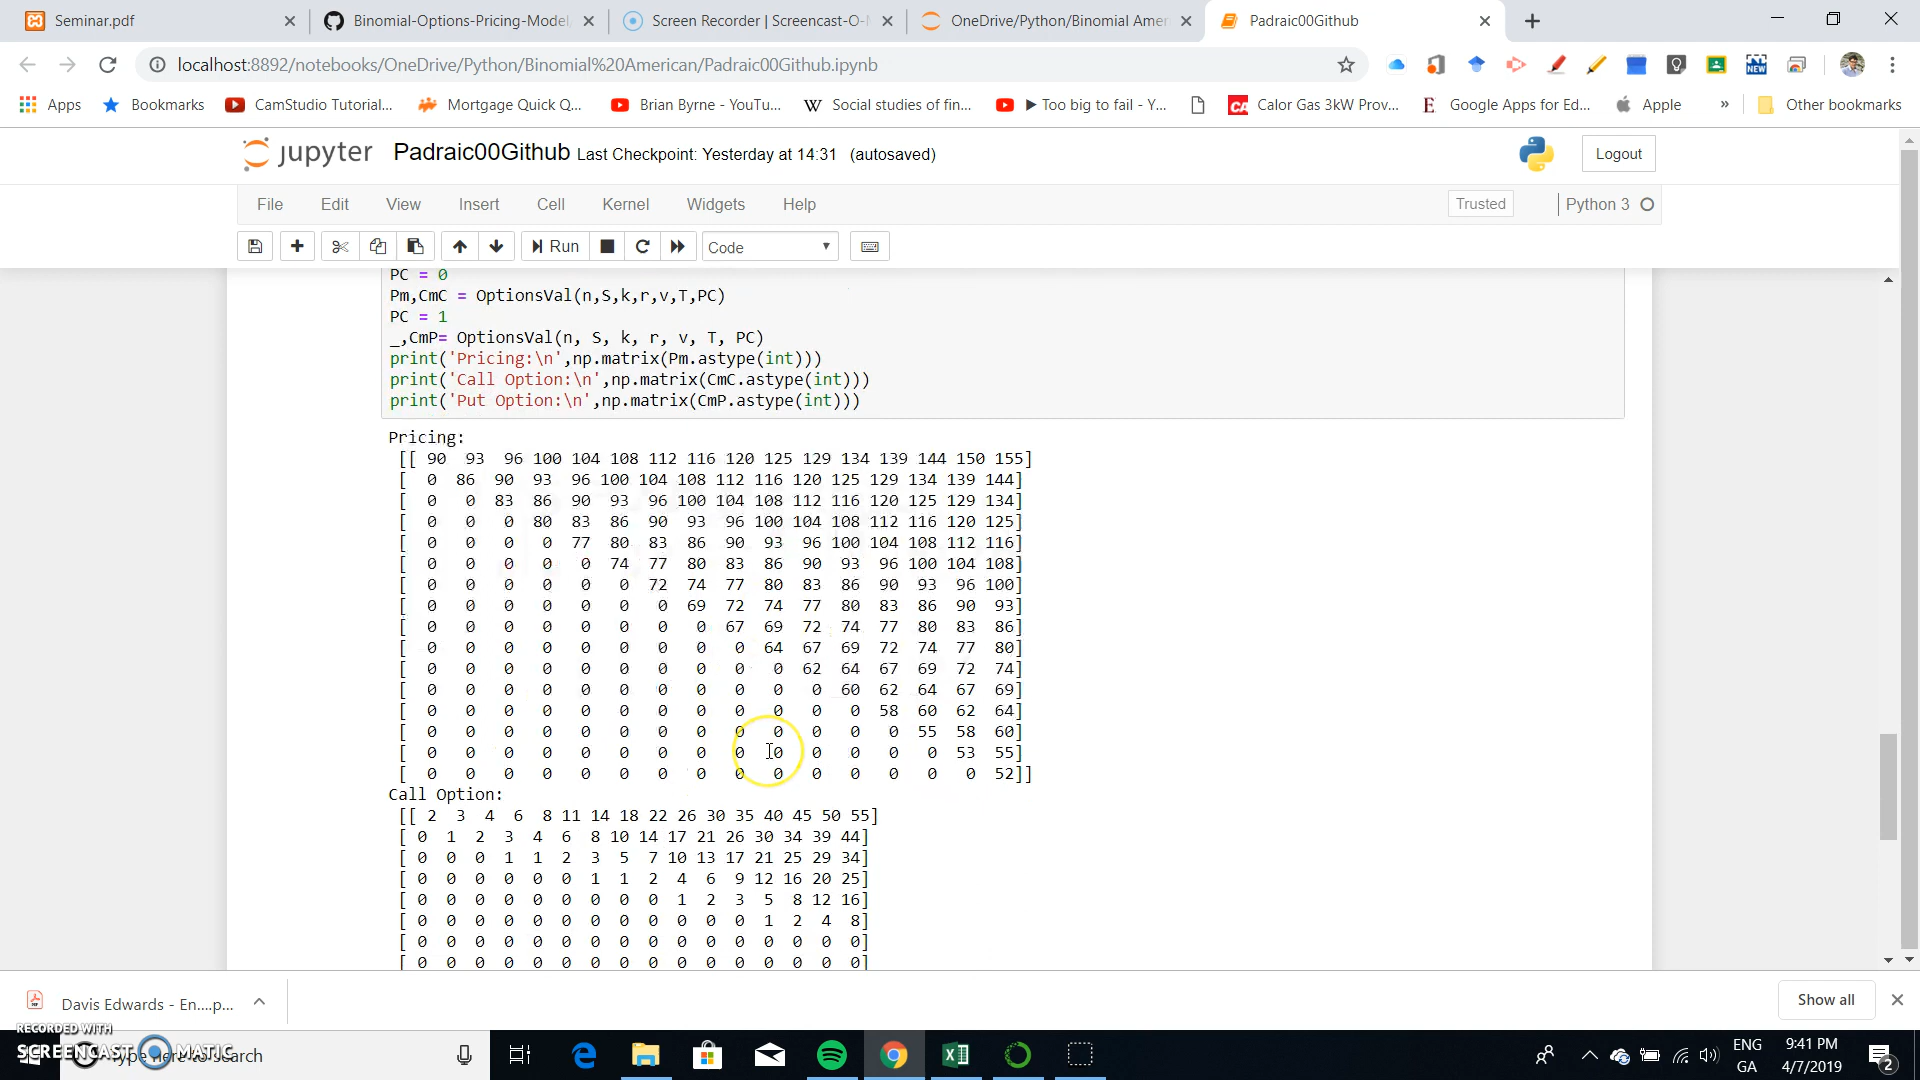 Seminar.pdf
Binomial-Options-Pricing-Model
Screen Recorder | Screencast-O-M
OneDrive/Python/Binomial Amer
Padraic00Github
localhost:8892/notebooks/OneDrive/Python/Binomial%20American/Padraic00Github.ipynb
Apps
Bookmarks
CamStudio Tutorial...
Mortgage Quick Q...
Brian Byrne - YouTu...
Social studies of fin...
▶ Too big to fail - Y...
Calor Gas 3kW Prov...
Google Apps for Ed...
Apple
»
Other bookmarks
jupyter Padraic00Github Last Checkpoint: Yesterday at 14:31 (autosaved)
Logout
File Edit View Insert Cell Kernel Widgets Help
Trusted
Python 3
Run
Code
PC = 0
Pm,CmC = OptionsVal(n,S,k,r,v,T,PC)
PC = 1
_,CmP= OptionsVal(n, S, k, r, v, T, PC)
print('Pricing:\n',np.matrix(Pm.astype(int)))
print('Call Option:\n',np.matrix(CmC.astype(int)))
print('Put Option:\n',np.matrix(CmP.astype(int)))
Pricing:
[[ 90 93 96 100 104 108 112 116 120 125 129 134 139 144 150 155]
[ 0 86 90 93 96 100 104 108 112 116 120 125 129 134 139 144]
[ 0 0 83 86 90 93 96 100 104 108 112 116 120 125 129 134]
[ 0 0 0 80 83 86 90 93 96 100 104 108 112 116 120 125]
[ 0 0 0 0 77 80 83 86 90 93 96 100 104 108 112 116]
[ 0 0 0 0 0 74 77 80 83 86 90 93 96 100 104 108]
[ 0 0 0 0 0 0 72 74 77 80 83 86 90 93 96 100]
[ 0 0 0 0 0 0 0 69 72 74 77 80 83 86 90 93]
[ 0 0 0 0 0 0 0 0 67 69 72 74 77 80 83 86]
[ 0 0 0 0 0 0 0 0 0 64 67 69 72 74 77 80]
[ 0 0 0 0 0 0 0 0 0 0 62 64 67 69 72 74]
[ 0 0 0 0 0 0 0 0 0 0 0 60 62 64 67 69]
[ 0 0 0 0 0 0 0 0 0 0 0 0 58 60 62 64]
[ 0 0 0 0 0 0 0 0 0 0 0 0 0 55 58 60]
[ 0 0 0 0 0 0 0 0 0 0 0 0 0 0 53 55]
[ 0 0 0 0 0 0 0 0 0 0 0 0 0 0 0 52]]
Call Option:
[[ 2 3 4 6 8 11 14 18 22 26 30 35 40 45 50 55]
[ 0 1 2 3 4 6 8 10 14 17 21 26 30 34 39 44]
[ 0 0 0 1 1 2 3 5 7 10 13 17 21 25 29 34]
[ 0 0 0 0 0 0 1 1 2 4 6 9 12 16 20 25]
[ 0 0 0 0 0 0 0 0 0 1 2 3 5 8 12 16]
[ 0 0 0 0 0 0 0 0 0 0 0 0 1 2 4 8]
[ 0 0 0 0 0 0 0 0 0 0 0 0 0 0 0 0]
[ 0 0 0 0 0 0 0 0 0 0 0 0 0 0 0 0]
Davis Edwards - En....p...
Show all
RECORDED WITH
SCREENCAST MATIC
Type here to search
ENG
GA
9:41 PM
4/7/2019
2